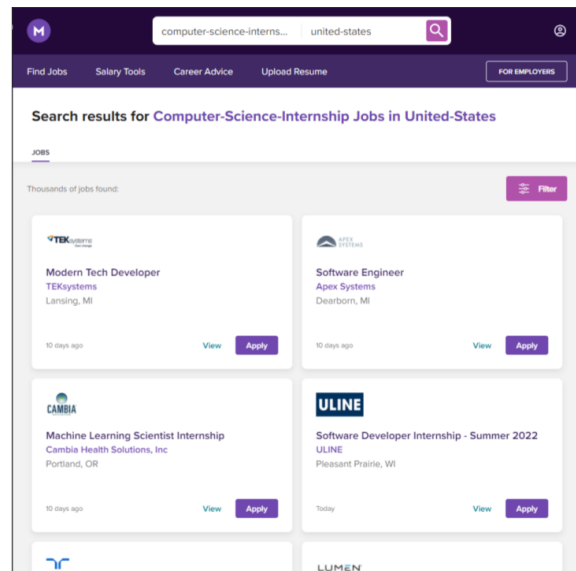 M
computer-science-interns... united-states
Find Jobs Salary Tools Career Advice Upload Resume FOR EMPLOYERS
Search results for Computer-Science-Internship Jobs in United-States
JOBS
Thousands of jobs found:
Filter
TEKsystems
Modern Tech Developer
TEKsystems
Lansing, MI
10 days ago View Apply
APEX
SYSTEMS
Software Engineer
Apex Systems
Dearborn, MI
10 days ago View Apply
CAMBIA
Machine Learning Scientist Internship
Cambia Health Solutions, Inc
Portland, OR
10 days ago View Apply
ULINE
Software Developer Internship - Summer 2022
ULINE
Pleasant Prairie, WI
Today View Apply
LUMEN